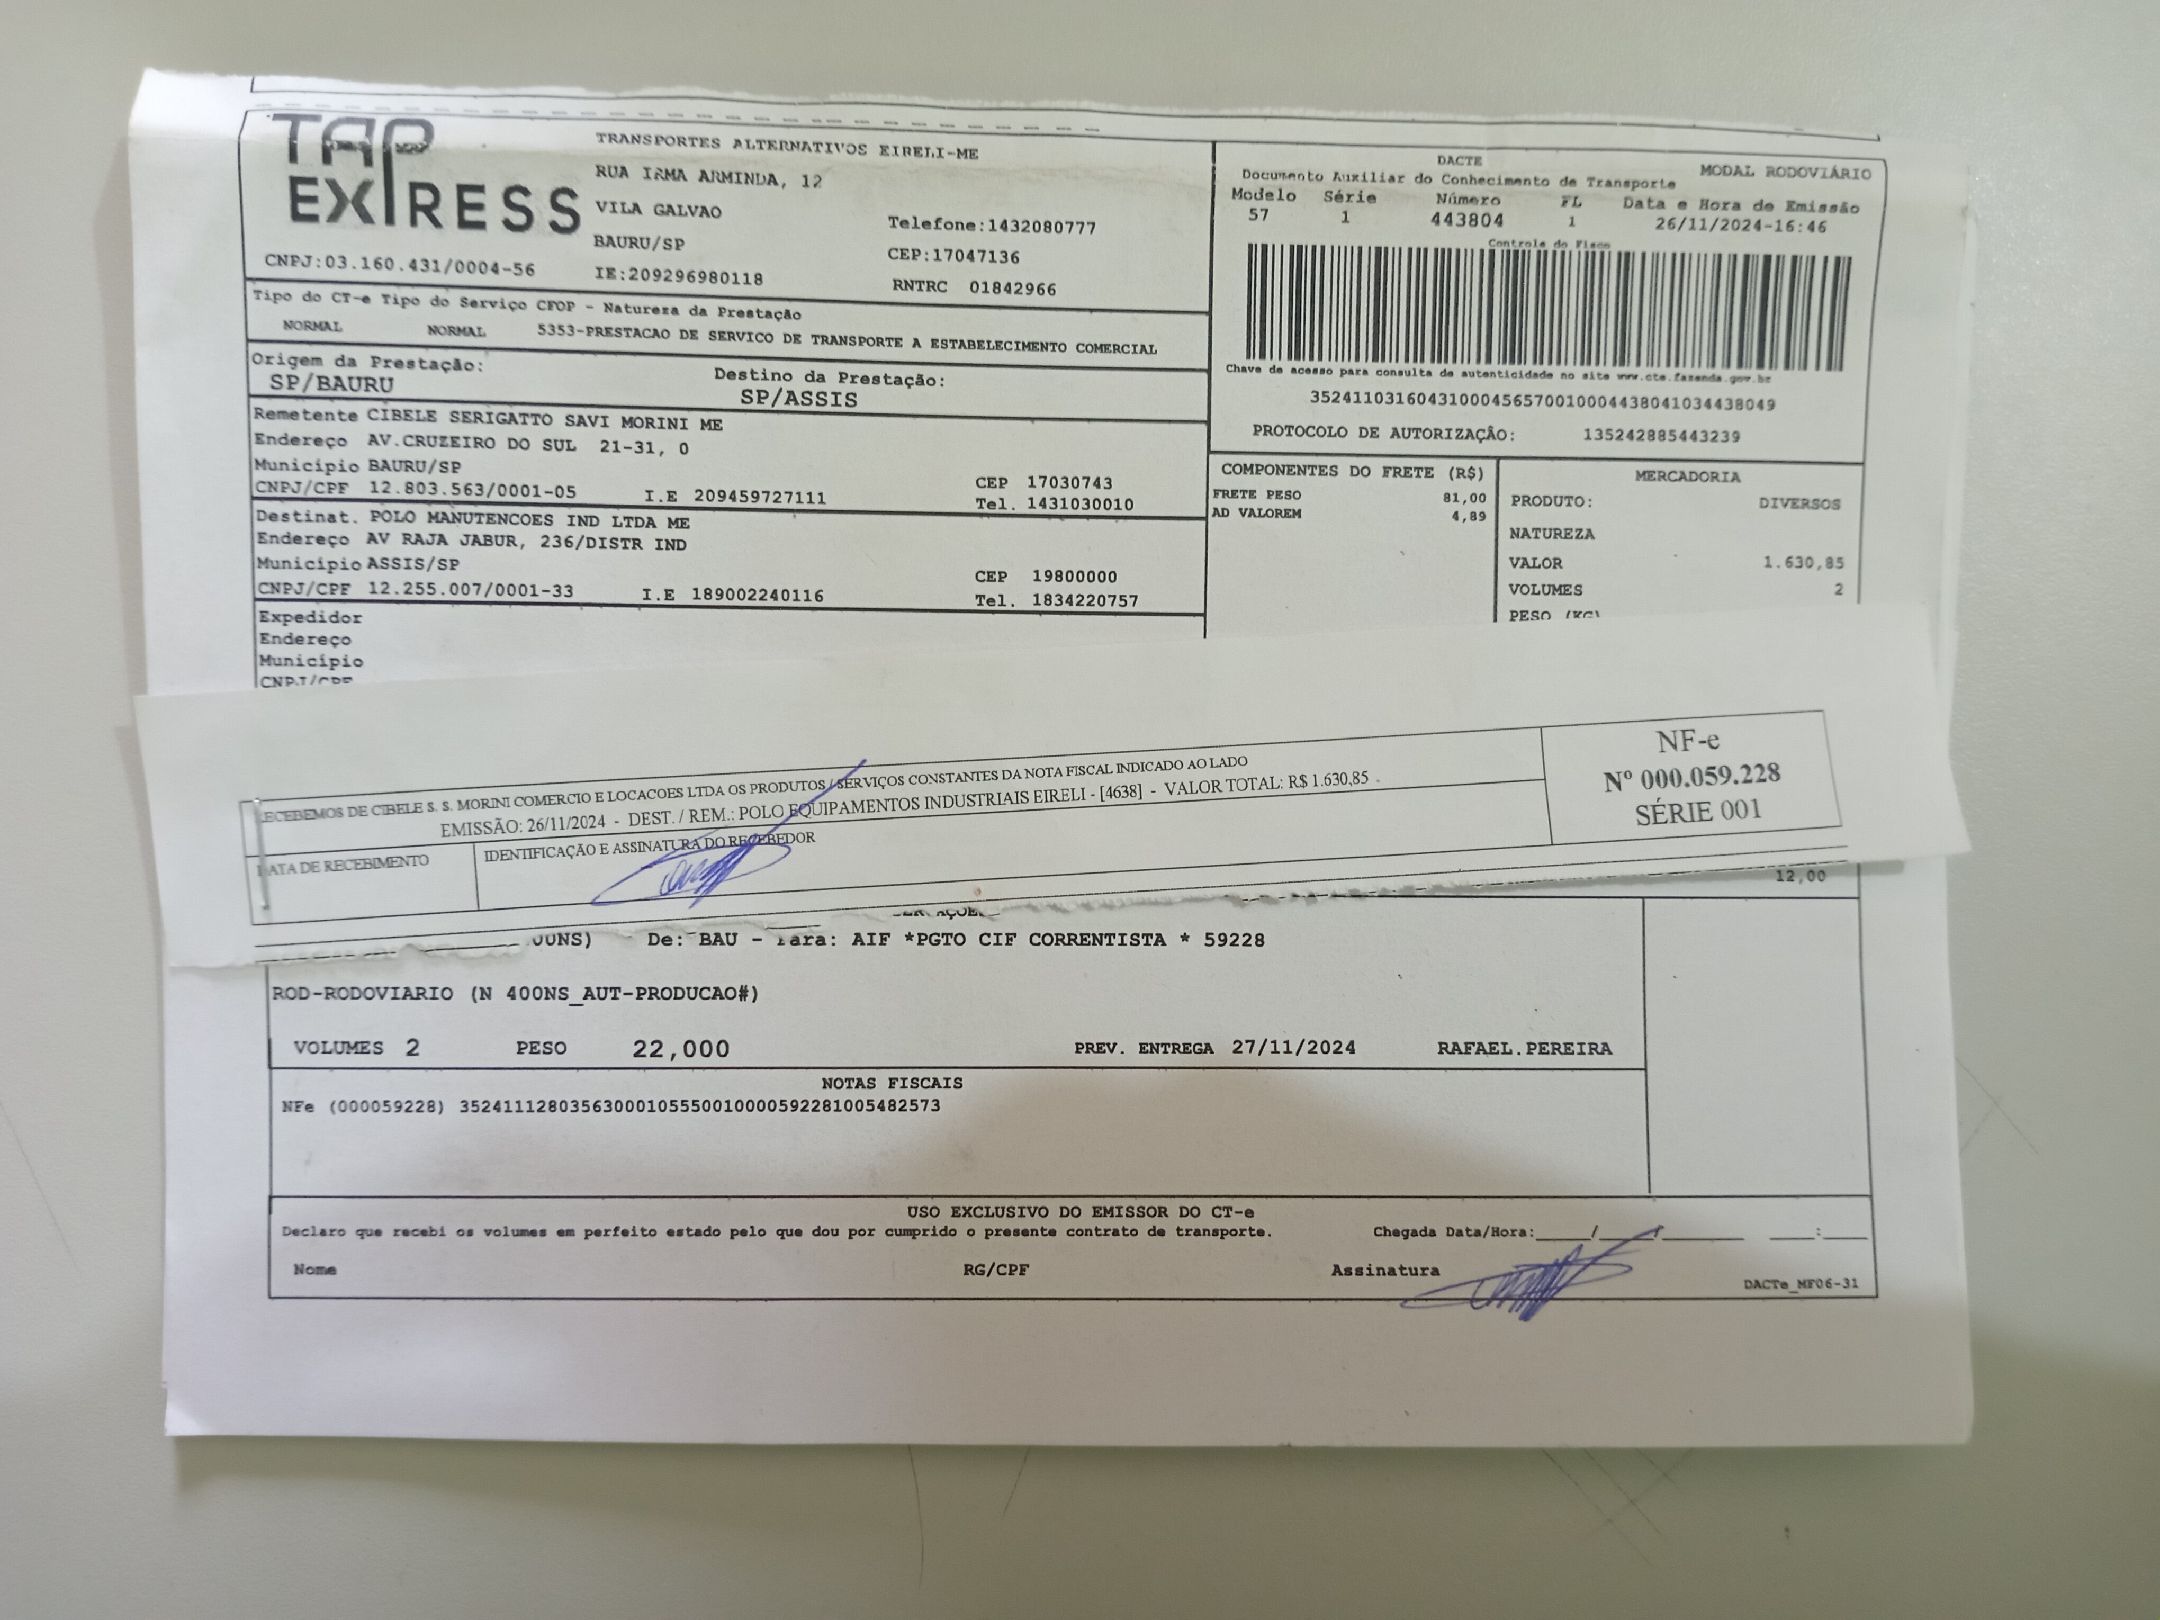 TAP EXPRESS
TRANSPORTES ALTERNATIVOS EIRELI-ME
RUA IRMA ARMINDA, 12
VILA GALVAO
Telefone:1432080777
BAURU/SP
CEP:17047136
CNPJ:03.160.431/0004-56
IE:209296980118
RNTRC 01842966
DACTE
MODAL RODOVIÁRIO
Documento Auxiliar do Conhecimento de Transporte
Modelo Série Número FL Data e Hora de Emissão
57 1 443804 1 26/11/2024-16:46
Controle do Fisco
Chave de acesso para consulta de autenticidade no site www.cte.fazenda.gov.br
35241103160431000456570010004438041034438049
PROTOCOLO DE AUTORIZAÇÃO: 135242885443239
Tipo do CT-e Tipo do Serviço CFOP - Natureza da Prestação
NORMAL NORMAL 5353-PRESTACAO DE SERVICO DE TRANSPORTE A ESTABELECIMENTO COMERCIAL
Origem da Prestação: Destino da Prestação:
SP/BAURU SP/ASSIS
Remetente CIBELE SERIGATTO SAVI MORINI ME
Endereço AV.CRUZEIRO DO SUL 21-31, 0
Município BAURU/SP CEP 17030743
CNPJ/CPF 12.803.563/0001-05 I.E 209459727111 Tel. 1431030010
Destinat. POLO MANUTENCOES IND LTDA ME
Endereço AV RAJA JABUR, 236/DISTR IND
Município ASSIS/SP CEP 19800000
CNPJ/CPF 12.255.007/0001-33 I.E 189002240116 Tel. 1834220757
Expedidor
Endereço
Município
CNPJ/CPF
COMPONENTES DO FRETE (R$)
FRETE PESO 81,00
AD VALOREM 4,89
MERCADORIA
PRODUTO: DIVERSOS
NATUREZA
VALOR 1.630,85
VOLUMES 2
PESO (KG)
RECEBEMOS DE CIBELE S. S. MORINI COMERCIO E LOCACOES LTDA OS PRODUTOS / SERVIÇOS CONSTANTES DA NOTA FISCAL INDICADO AO LADO
EMISSÃO: 26/11/2024 - DEST. / REM.: POLO EQUIPAMENTOS INDUSTRIAIS EIRELI - [4638] - VALOR TOTAL: R$ 1.630,85
DATA DE RECEBIMENTO
IDENTIFICAÇÃO E ASSINATURA DO RECEBEDOR
NF-e
Nº 000.059.228
SÉRIE 001
12,00
De: BAU - Para: AIF *PGTO CIF CORRENTISTA * 59228
ROD-RODOVIARIO (N 400NS_AUT-PRODUCAO#)
VOLUMES 2 PESO 22,000 PREV. ENTREGA 27/11/2024 RAFAEL.PEREIRA
NOTAS FISCAIS
NFe (000059228) 35241112803563000105550010000592281005482573
USO EXCLUSIVO DO EMISSOR DO CT-e
Declaro que recebi os volumes em perfeito estado pelo que dou por cumprido o presente contrato de transporte. Chegada Data/Hora:_____/_____/_______ ____:____
Nome RG/CPF Assinatura
DACTe_MF06-31